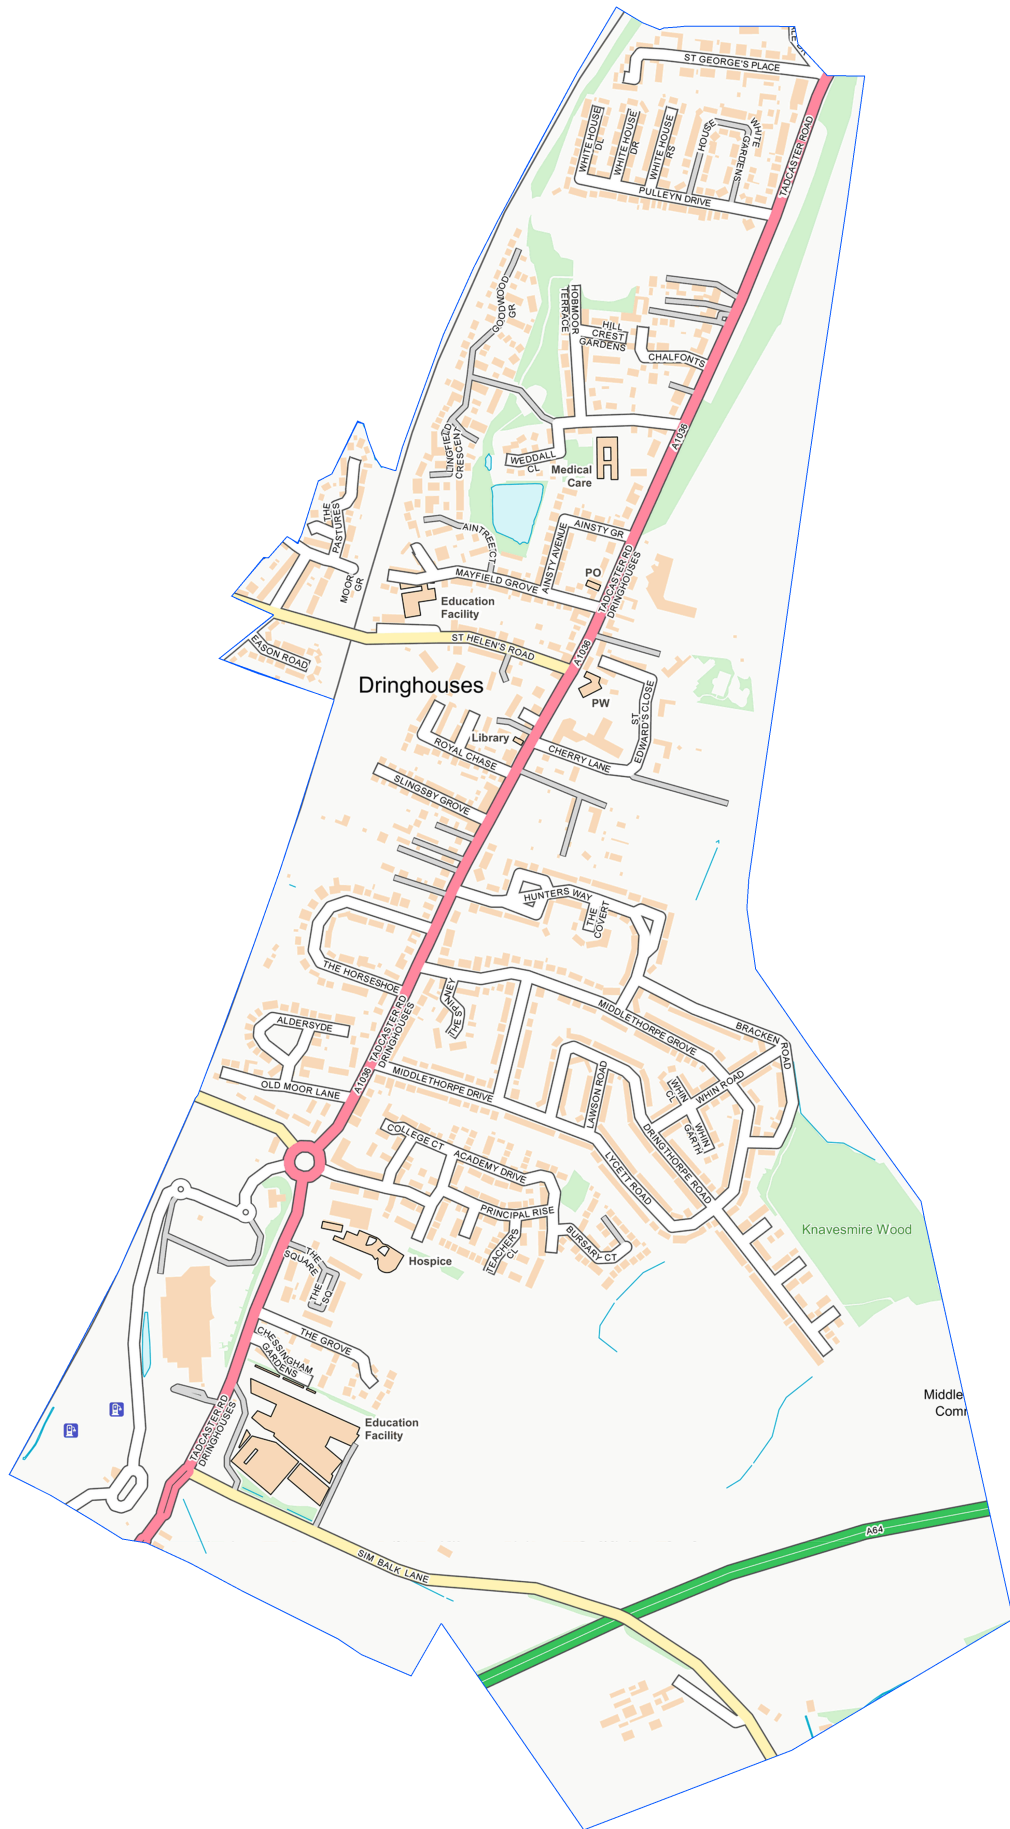 ST GEORGE'S PLACE
TADCASTER ROAD
WHITE HOUSE
DL
WHITE HOUSE
DR
WHITE HOUSE
RS
HOUSE
WHITE
GARDENS
PULLEYN DRIVE
GOODWOOD
GR
HOBMOOR
TERRACE
HILL
CREST
GARDENS
CHALFONTS
A1036
LINGFIELD
CRESCENT
WEDDALL
CL
Medical
Care
THE
PASTURES
AINTREE CT
AINSTY GR
AINSTY AVENUE
MOOR
GR
MAYFIELD GROVE
PO
TADCASTER RD
DRINGHOUSES
Education
Facility
EASON ROAD
ST HELEN'S ROAD
A1036
Dringhouses
PW
ST
EDWARD'S CLOSE
Library
ROYAL CHASE
CHERRY LANE
SLINGSBY GROVE
HUNTERS WAY
THE
COVERT
THE HORSESHOE
THE SPINNEY
MIDDLETHORPE GROVE
BRACKEN ROAD
ALDERSYDE
TADCASTER RD
DRINGHOUSES
A1036
OLD MOOR LANE
MIDDLETHORPE DRIVE
LAWSON ROAD
WHIN
CL
WHIN ROAD
WHIN
GARTH
DRINGTHORPE ROAD
COLLEGE CT
ACADEMY DRIVE
LYCETT ROAD
PRINCIPAL RISE
TEACHERS
CL
BURSARY CT
Knavesmire Wood
Hospice
THE
SQUARE
THE
SQ
THE GROVE
CHESSINGHAM
GARDENS
TADCASTER RD
DRINGHOUSES
Education
Facility
Middle
Com
A64
SIM BALK LANE